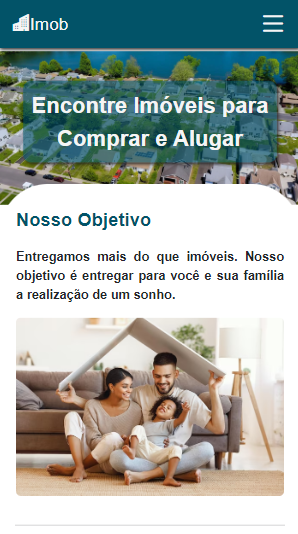 Imob
Encontre Imóveis para
Comprar e Alugar
Nosso Objetivo
Entregamos mais do que imóveis. Nosso
objetivo é entregar para você e sua família
a realização de um sonho.